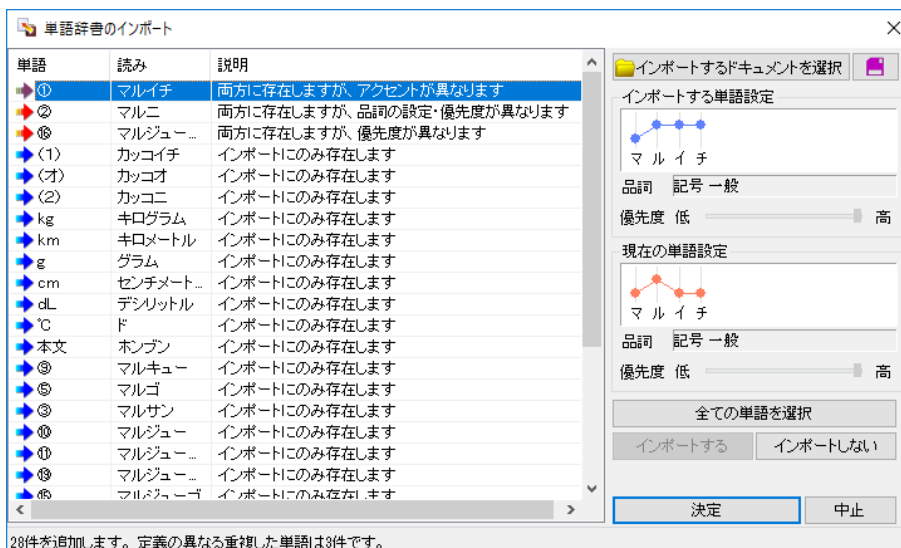 単語辞書のインポート
単語 読み 説明
① マルイチ 両方に存在しますが、アクセントが異なります
② マルニ 両方に存在しますが、品詞の設定・優先度が異なります
⑱ マルジュー... 両方に存在しますが、優先度が異なります
(1) カッコイチ インポートにのみ存在します
(オ) カッコオ インポートにのみ存在します
(2) カッコニ インポートにのみ存在します
kg キログラム インポートにのみ存在します
km キロメートル インポートにのみ存在します
g グラム インポートにのみ存在します
cm センチメート... インポートにのみ存在します
dL デシリットル インポートにのみ存在します
℃ ド インポートにのみ存在します
本文 ホンブン インポートにのみ存在します
⑨ マルキュー インポートにのみ存在します
⑤ マルゴ インポートにのみ存在します
③ マルサン インポートにのみ存在します
⑩ マルジュー インポートにのみ存在します
⑪ マルジュー... インポートにのみ存在します
⑲ マルジュー... インポートにのみ存在します
⑮ マルジューゴ インポートにのみ存在します
インポートするドキュメントを選択
インポートする単語設定
マ ル イ チ
品詞 記号 一般
優先度 低 高
現在の単語設定
マ ル イ チ
品詞 記号 一般
優先度 低 高
全ての単語を選択
インポートする インポートしない
決定 中止
28件を追加します。定義の異なる重複した単語は3件です。